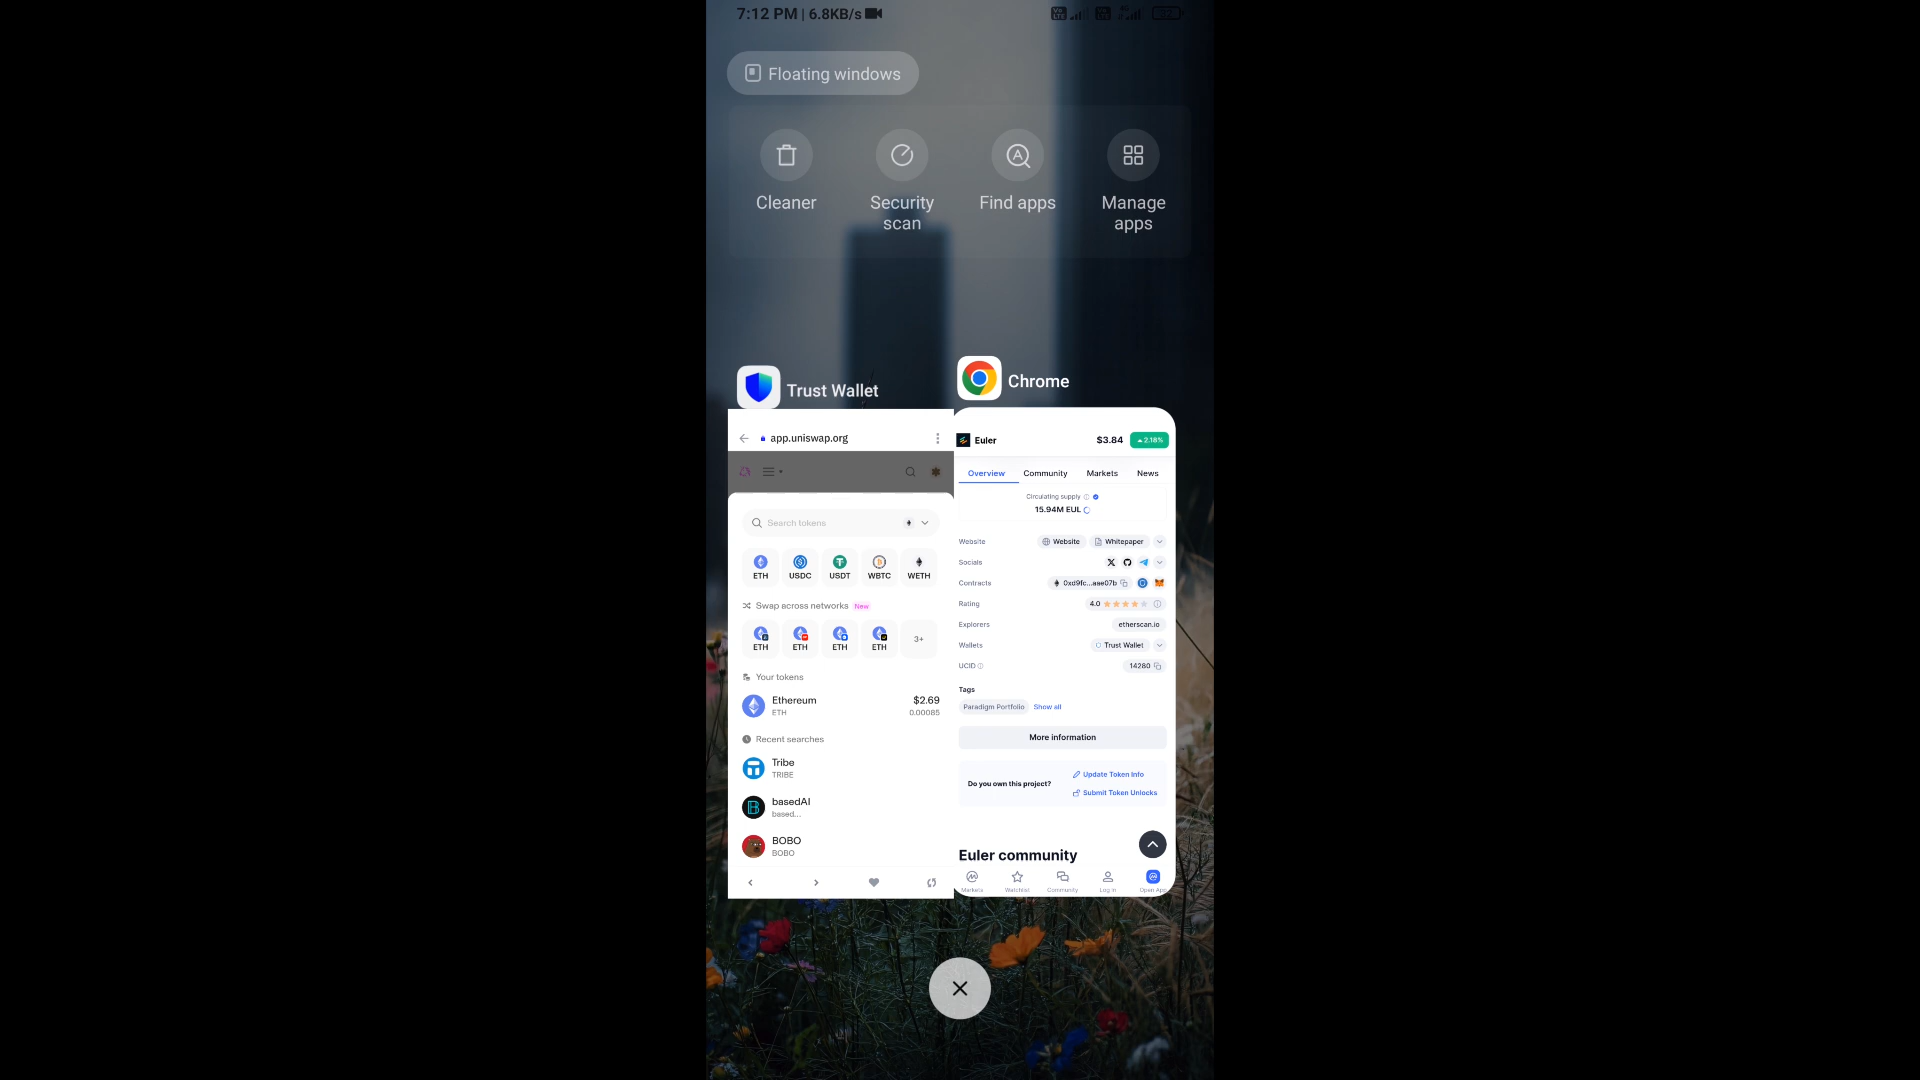 7:12 PM | 6.8KB/s
Floating windows
Cleaner
Security scan
Find apps
Manage apps
Trust Wallet
app.uniswap.org
Search tokens
ETH USDC USDT WBTC WETH
Swap across networks New
ETH ETH ETH ETH 3+
Your tokens
Ethereum $2.69
ETH 0.00085
Recent searches
Tribe
TRIBE
basedAI
based...
BOBO
BOBO
Chrome
Euler $3.84 2.18%
Overview Community Markets News
Circulating supply
15.94M EUL
Website Website Whitepaper
Socials
Contracts 0xd9fc...aae07b
Rating 4.0
Explorers etherscan.io
Wallets Trust Wallet
UCID 14280
Tags
Paradigm Portfolio Show all
More information
Do you own this project?
Update Token Info
Submit Token Unlocks
Euler community
Markets Watchlist Community Log In Open App